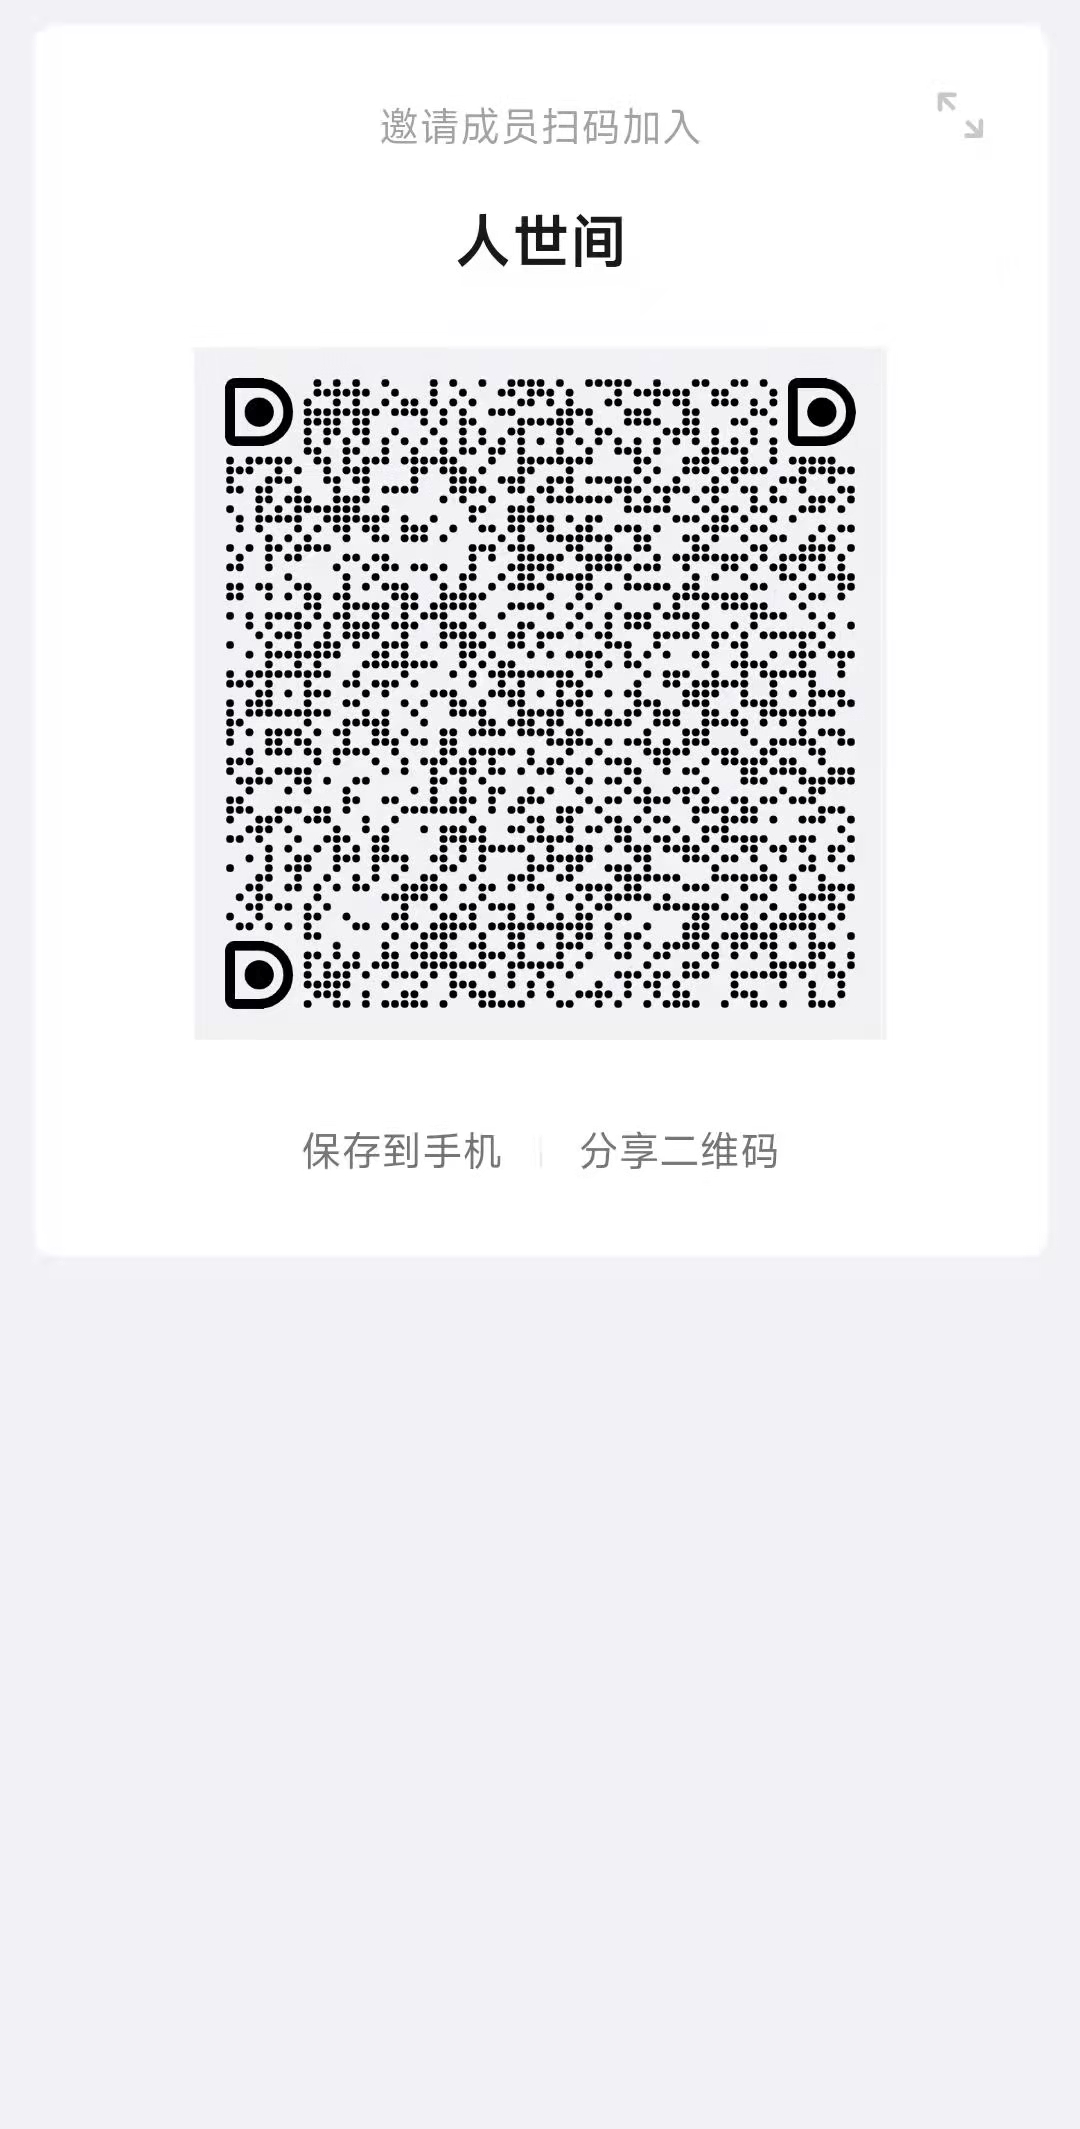 邀请成员扫码加入
人世间
保存到手机
分享二维码